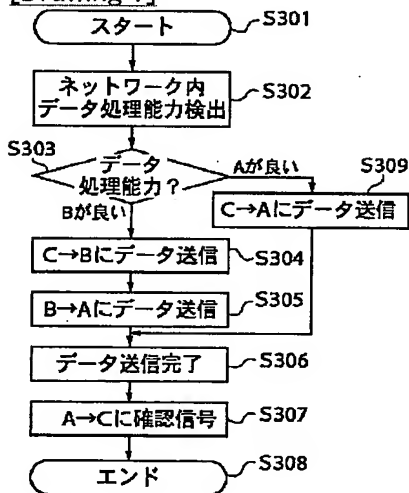 スタート
S301
ネットワーク内
データ処理能力検出
S302
S303
データ
処理能力？
Aが良い
S309
Bが良い
C→Aにデータ送信
C→Bにデータ送信
S304
B→Aにデータ送信
S305
データ送信完了
S306
A→Cに確認信号
S307
エンド
S308